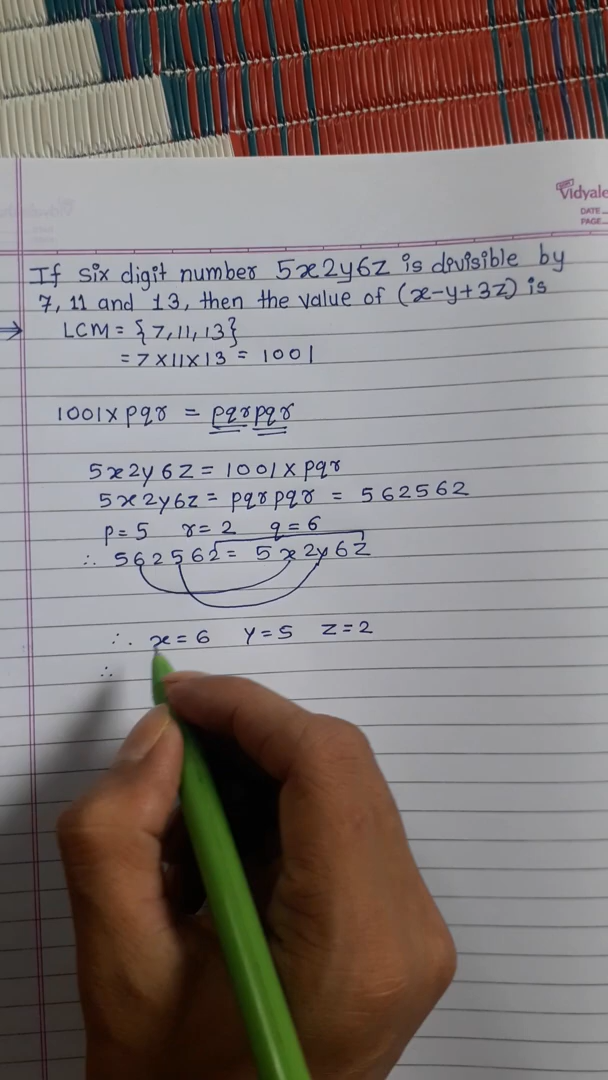 Vidyale
DATE
PAGE
If six digit number 5x2y6z is divisible by
7, 11 and 13, then the value of (x-y+3z) is
⇒ LCM = {7,11,13}
= 7×11×13 = 1001
1001×pqr = pqrpqr
5x2y6z = 1001×pqr
5x2y6z = pqrpqr = 562562
p=5 r=2 q=6
∴ 562562 = 5x2y6z
∴ x=6 y=5 z=2
∴